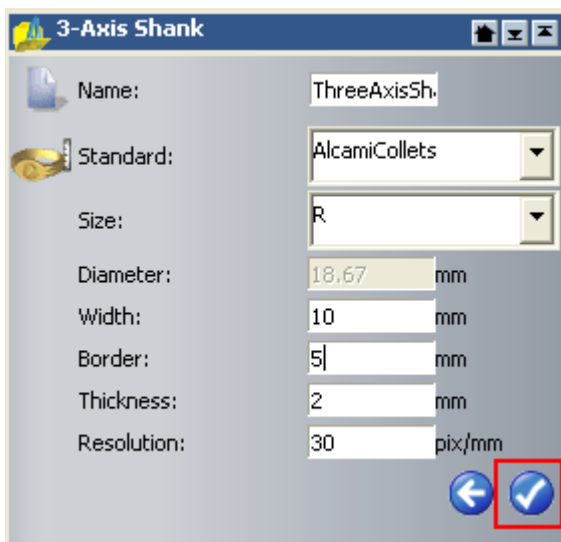 3-Axis Shank
Name: ThreeAxisSh
Standard: AlcamiCollets
Size: R
Diameter: 18.67 mm
Width: 10 mm
Border: 5 mm
Thickness: 2 mm
Resolution: 30 pix/mm